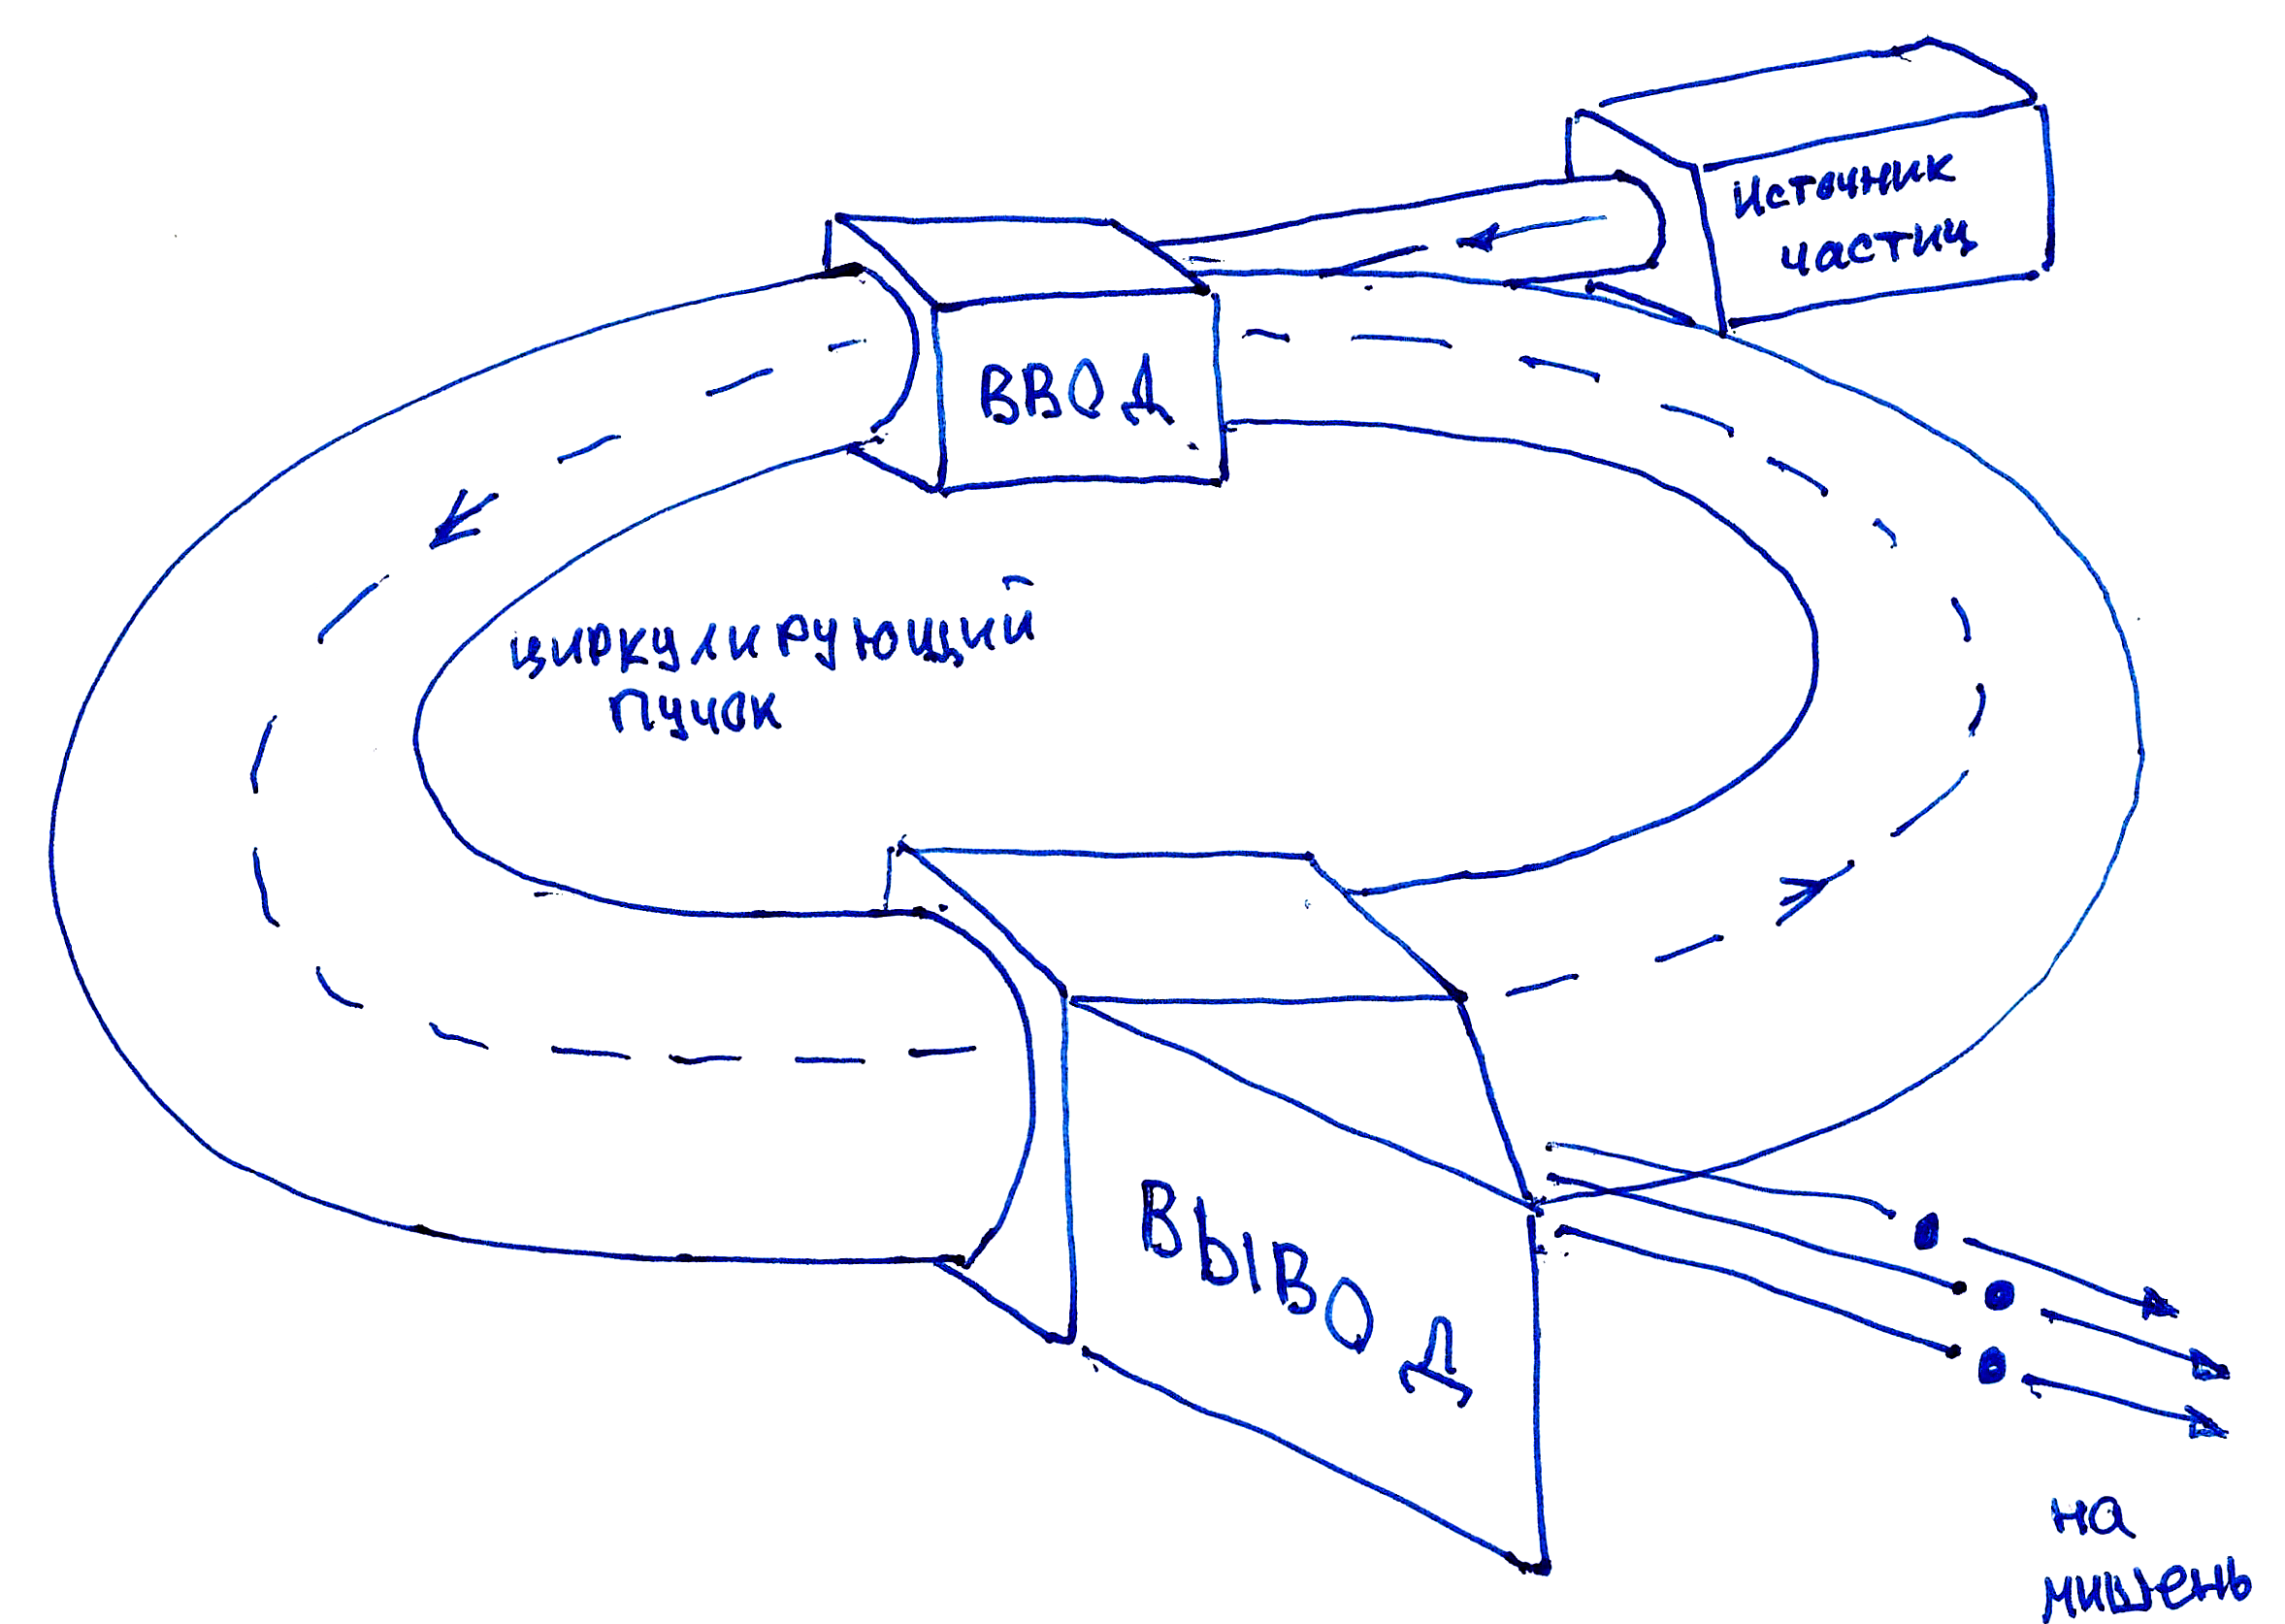 Источник
частиц
ВВОД
циркулирующий
пучок
ВЫВОД
на
мишень